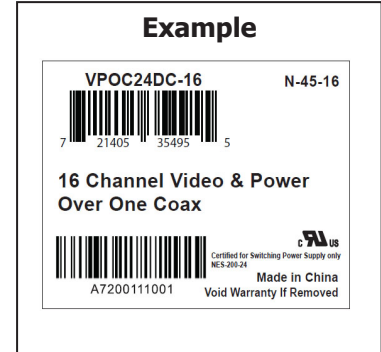 Example
VPOC24DC-16 N-45-16
7 21405 35495 5
16 Channel Video & Power
Over One Coax
c RU US
Certified for Switching Power Supply only
NES-200-24
Made in China
A7200111001 Void Warranty If Removed